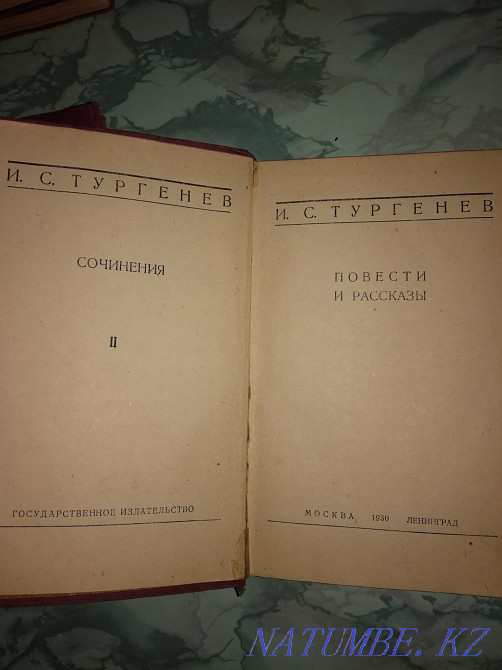 И. С. ТУРГЕНЕВ
СОЧИНЕНИЯ
II
ГОСУДАРСТВЕННОЕ ИЗДАТЕЛЬСТВО
И. С. ТУРГЕНЕВ
ПОВЕСТИ
И РАССКАЗЫ
МОСКВА 1930 ЛЕНИНГРАД
NATUMBE.KZ